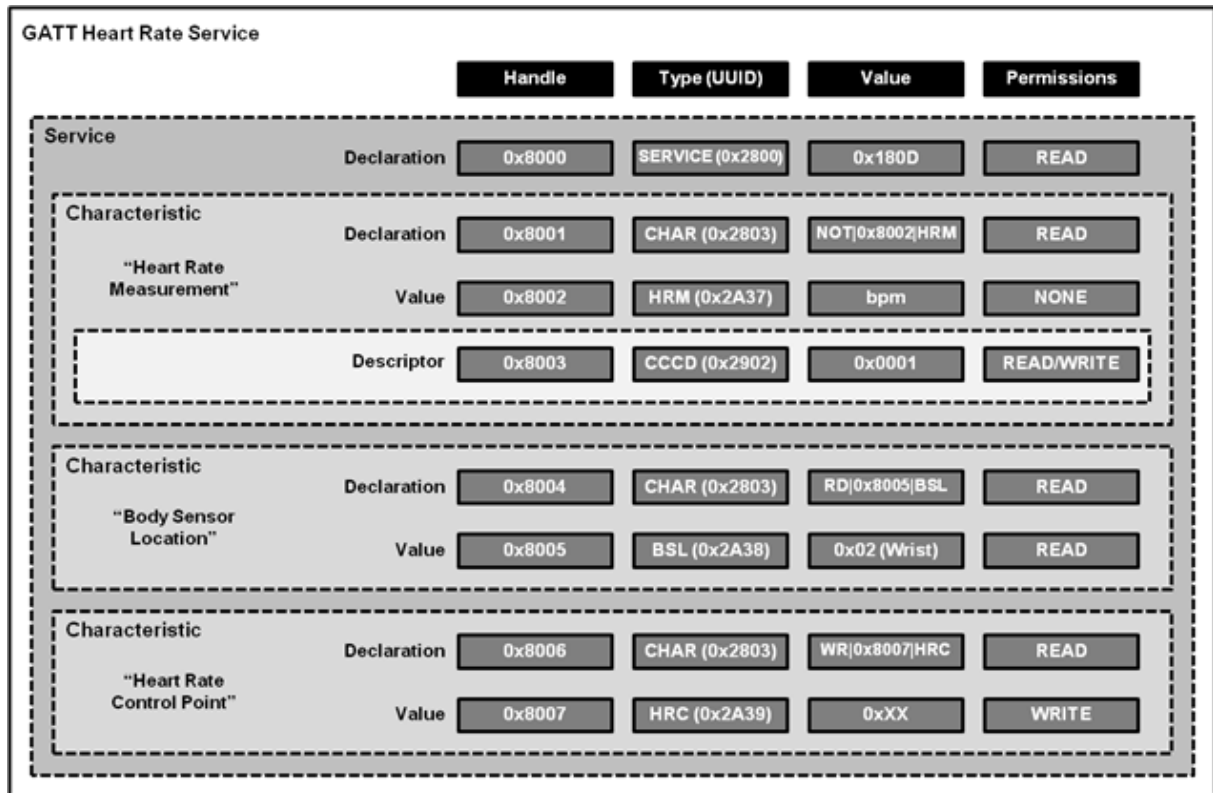 GATT Heart Rate Service
Handle Type (UUID) Value Permissions
Service
Declaration 0x8000 SERVICE (0x2800) 0x180D READ
Characteristic
Declaration 0x8001 CHAR (0x2803) NOT|0x8002|HRM READ
“Heart Rate
Measurement”
Value 0x8002 HRM (0x2A37) bpm NONE
Descriptor 0x8003 CCCD (0x2902) 0x0001 READ/WRITE
Characteristic
Declaration 0x8004 CHAR (0x2803) RD|0x8005|BSL READ
“Body Sensor
Location”
Value 0x8005 BSL (0x2A38) 0x02 (Wrist) READ
Characteristic
Declaration 0x8006 CHAR (0x2803) WR|0x8007|HRC READ
“Heart Rate
Control Point”
Value 0x8007 HRC (0x2A39) 0xXX WRITE